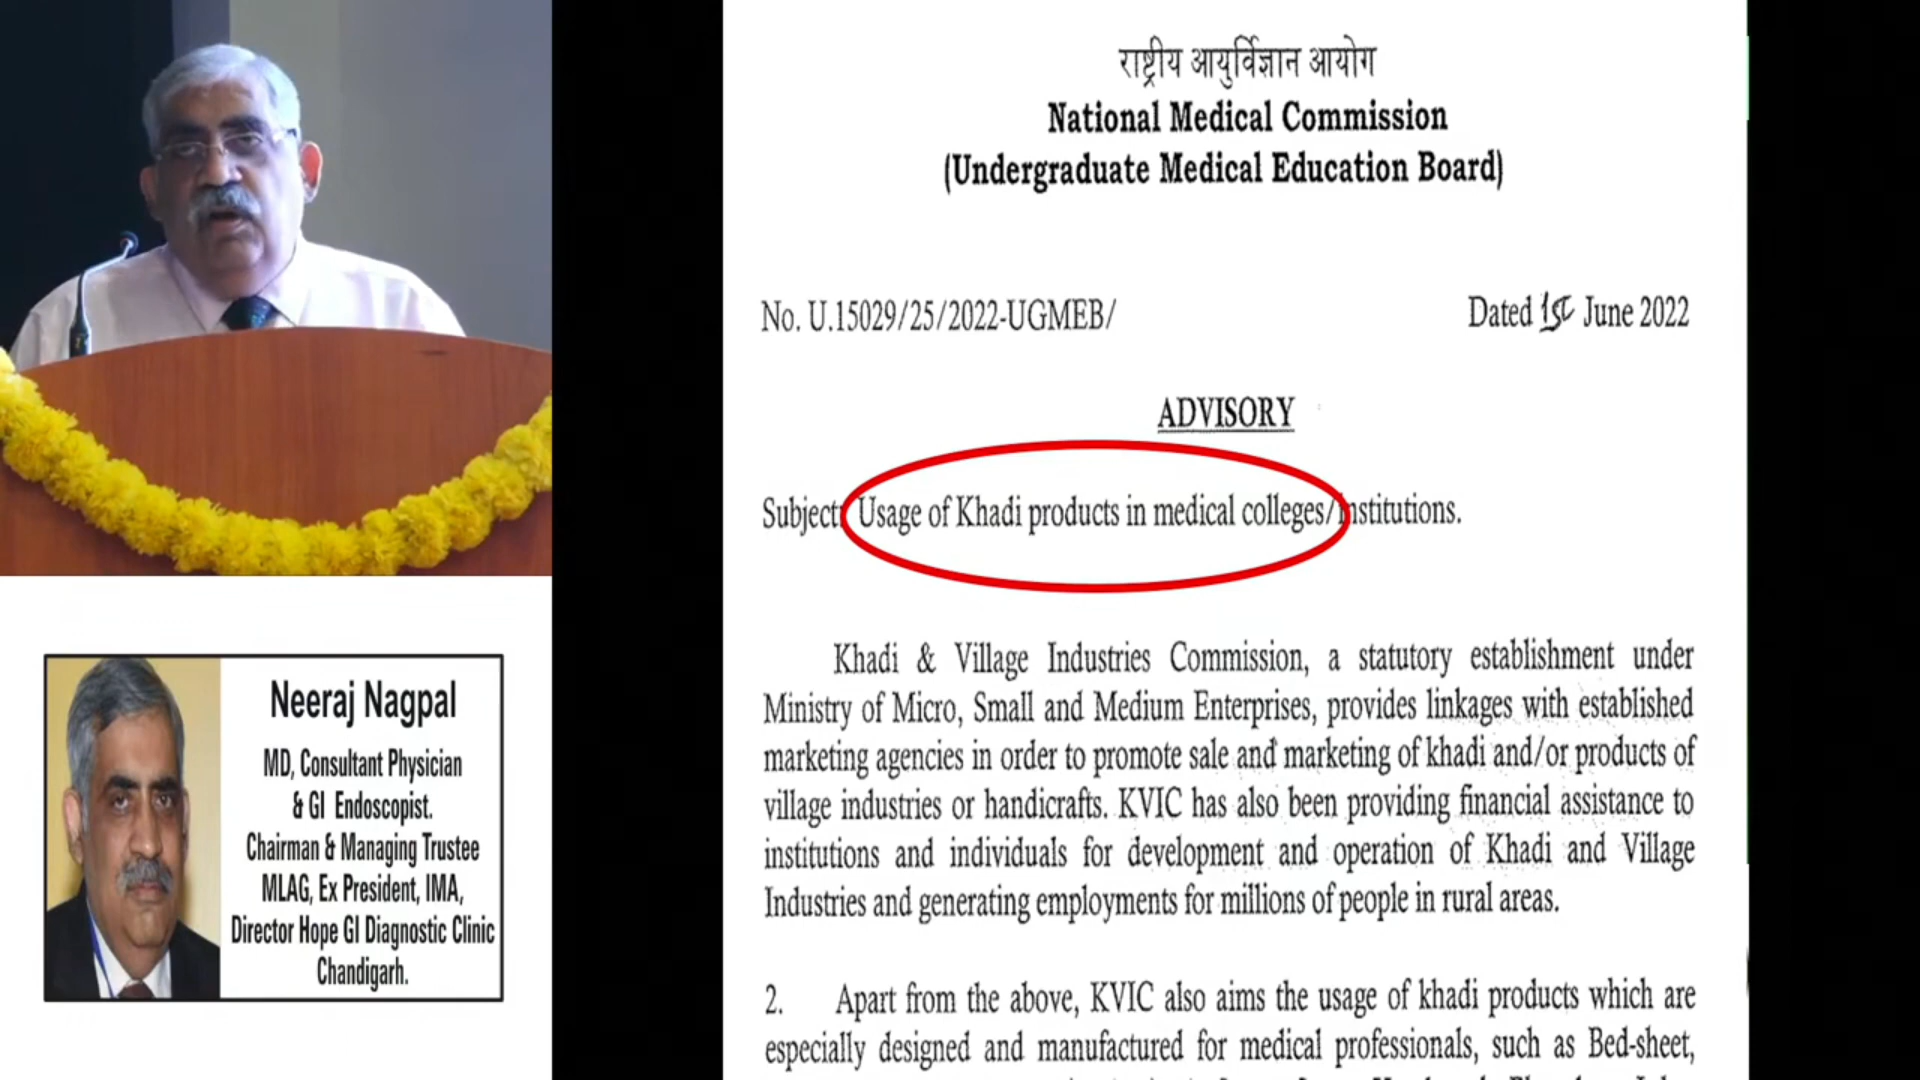 राष्ट्रीय आयुर्विज्ञान आयोग
National Medical Commission
(Undergraduate Medical Education Board)
No. U.15029/25/2022-UGMEB/
Dated 1st June 2022
ADVISORY
Subject: Usage of Khadi products in medical colleges/Institutions.
Khadi & Village Industries Commission, a statutory establishment under
Ministry of Micro, Small and Medium Enterprises, provides linkages with established
marketing agencies in order to promote sale and marketing of khadi and/or products of
village industries or handicrafts. KVIC has also been providing financial assistance to
institutions and individuals for development and operation of Khadi and Village
Industries and generating employments for millions of people in rural areas.
2. Apart from the above, KVIC also aims the usage of khadi products which are
especially designed and manufactured for medical professionals, such as Bed-sheet,
Neeraj Nagpal
MD, Consultant Physician
& GI Endoscopist.
Chairman & Managing Trustee
MLAG, Ex President, IMA,
Director Hope GI Diagnostic Clinic
Chandigarh.